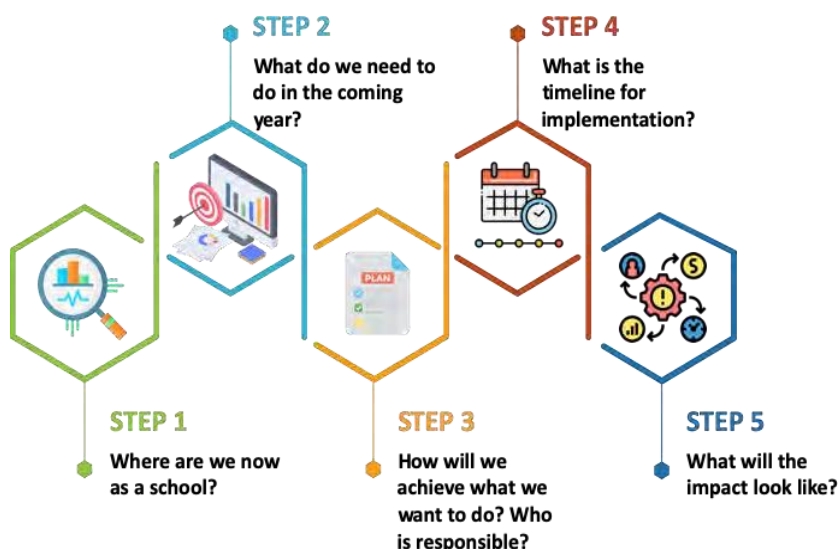 STEP 2
What do we need to
do in the coming
year?
STEP 4
What is the
timeline for
implementation?
PLAN
STEP 1
Where are we now
as a school?
STEP 3
How will we
achieve what we
want to do? Who
is responsible?
STEP 5
What will the
impact look like?